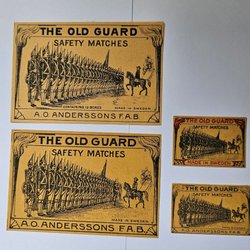 THE OLD GUARD
SAFETY MATCHES
CONTAINING 12 BOXES
MADE IN SWEDEN
A.O. ANDERSSONS F.A.B.
THE OLD GUARD
SAFETY MATCHES
MADE IN SWEDEN
A.O. ANDERSSONS F.A.B.
THE OLD GUARD
SAFETY MATCHES
MADE IN SWEDEN
THE OLD GUARD
SAFETY MATCHES